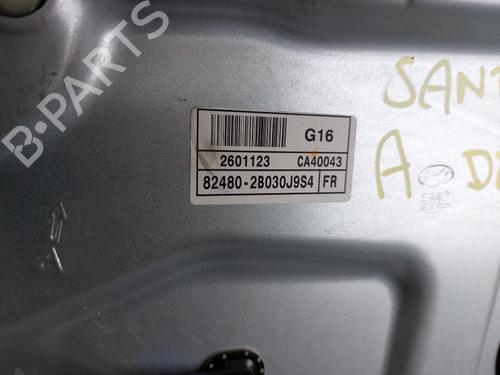 B-PARTS
G16
2601123 CA40043
82480-2B030J9S4 FR
SANT
A D